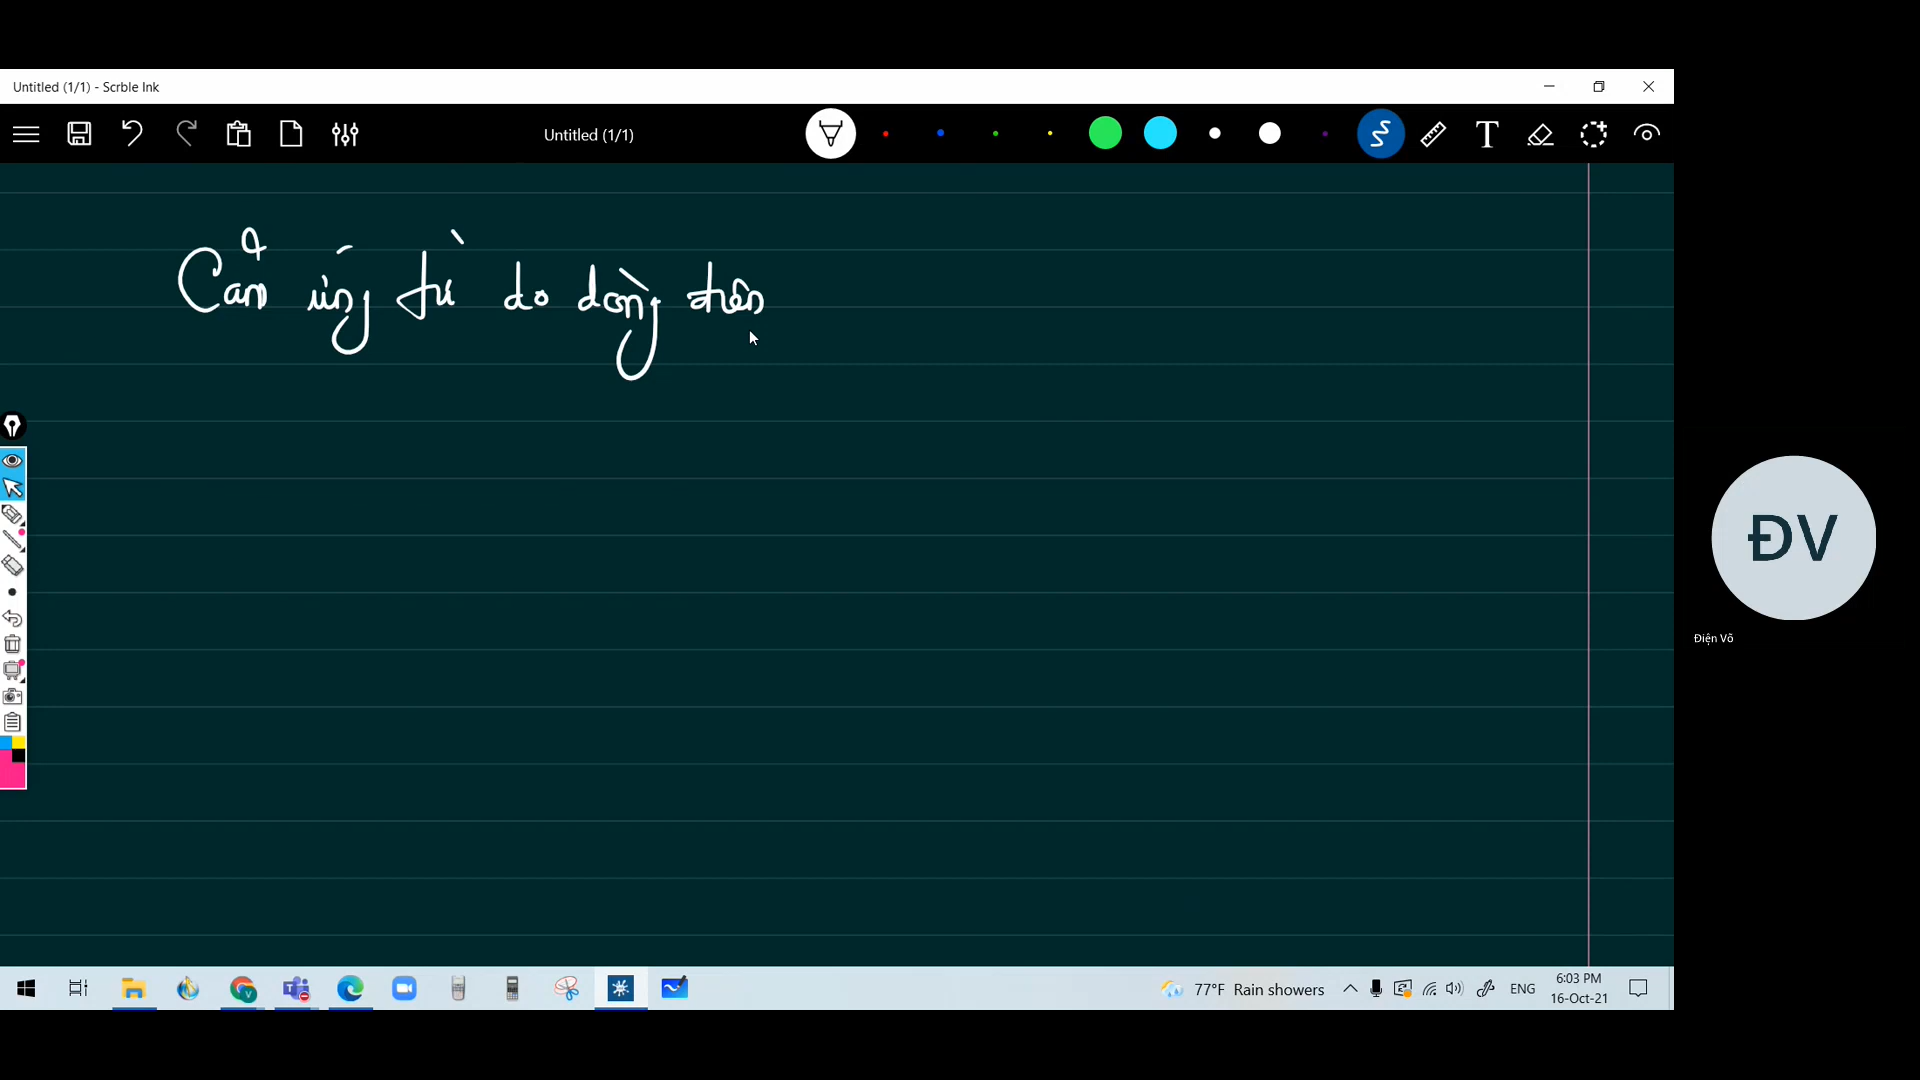 Untitled (1/1) - Scrble Ink
Untitled (1/1)
T
Cảm ứng từ do dòng điện
ĐV
Điện Võ
77°F Rain showers
ENG
6:03 PM
16-Oct-21